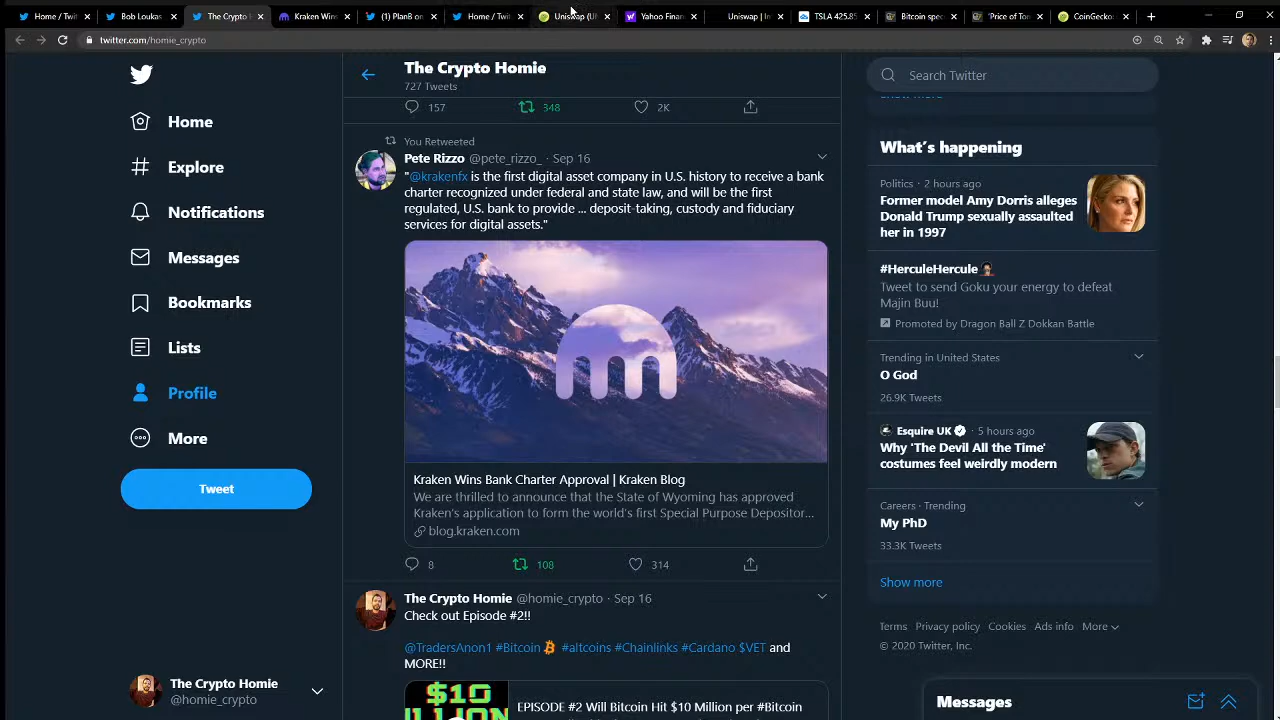 Home / Twit
Bob Loukas
The Crypto H
Kraken Wins
(1) PlanB on
Home / Twit
Uniswap (UN
Yahoo Finan
Uniswap | In
TSLA 425.85
Bitcoin spec
'Price of Ton
CoinGecko
twitter.com/homie_crypto
Home
Explore
Notifications
Messages
Bookmarks
Lists
Profile
More
Tweet
The Crypto Homie
@homie_crypto
The Crypto Homie
727 Tweets
157 348 2K
You Retweeted
Pete Rizzo @pete_rizzo_ · Sep 16
"@krakenfx is the first digital asset company in U.S. history to receive a bank
charter recognized under federal and state law, and will be the first
regulated, U.S. bank to provide ... deposit-taking, custody and fiduciary
services for digital assets."
Kraken Wins Bank Charter Approval | Kraken Blog
We are thrilled to announce that the State of Wyoming has approved
Kraken's application to form the world's first Special Purpose Depositor...
blog.kraken.com
8 108 314
The Crypto Homie @homie_crypto · Sep 16
Check out Episode #2!!
@TradersAnon1 #Bitcoin #altcoins #Chainlinks #Cardano $VET and
MORE!!
$10
EPISODE #2 Will Bitcoin Hit $10 Million per #Bitcoin
Search Twitter
What's happening
Politics · 2 hours ago
Former model Amy Dorris alleges
Donald Trump sexually assaulted
her in 1997
#HerculeHercule
Tweet to send Goku your energy to defeat
Majin Buu!
Promoted by Dragon Ball Z Dokkan Battle
Trending in United States
O God
26.9K Tweets
Esquire UK · 5 hours ago
Why 'The Devil All the Time'
costumes feel weirdly modern
Careers · Trending
My PhD
33.3K Tweets
Show more
Terms Privacy policy Cookies Ads info More
© 2020 Twitter, Inc.
Messages